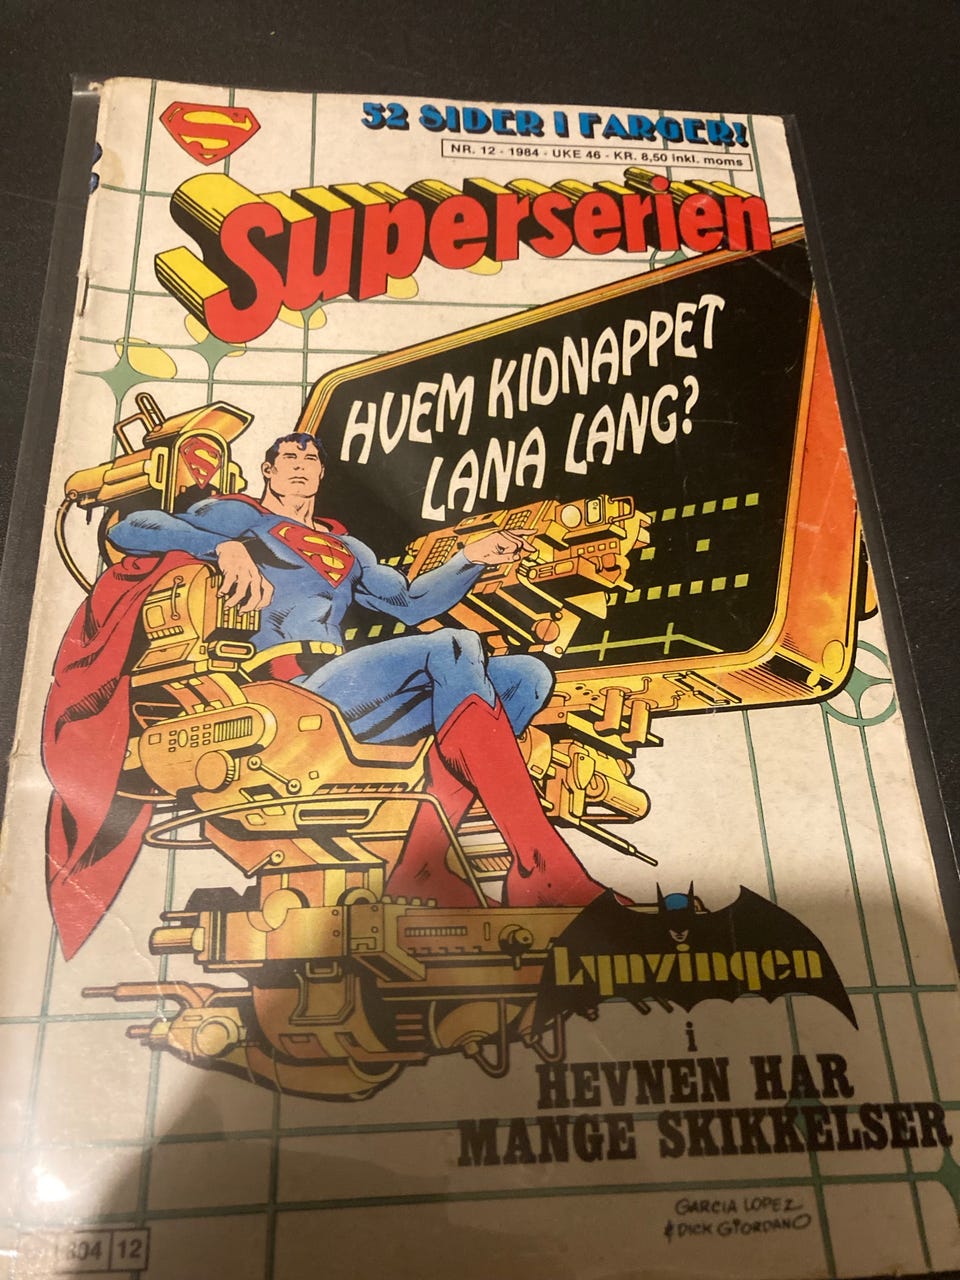 52 SIDER I FARGER!
NR. 12 - 1984 - UKE 46 - KR. 8,50 inkl. moms
Superserien
HVEM KIDNAPPET
LANA LANG?
Lynvingen
i
HEVNEN HAR
MANGE SKIKKELSER
GARCIA LOPEZ
& DICK GIORDANO
804 12